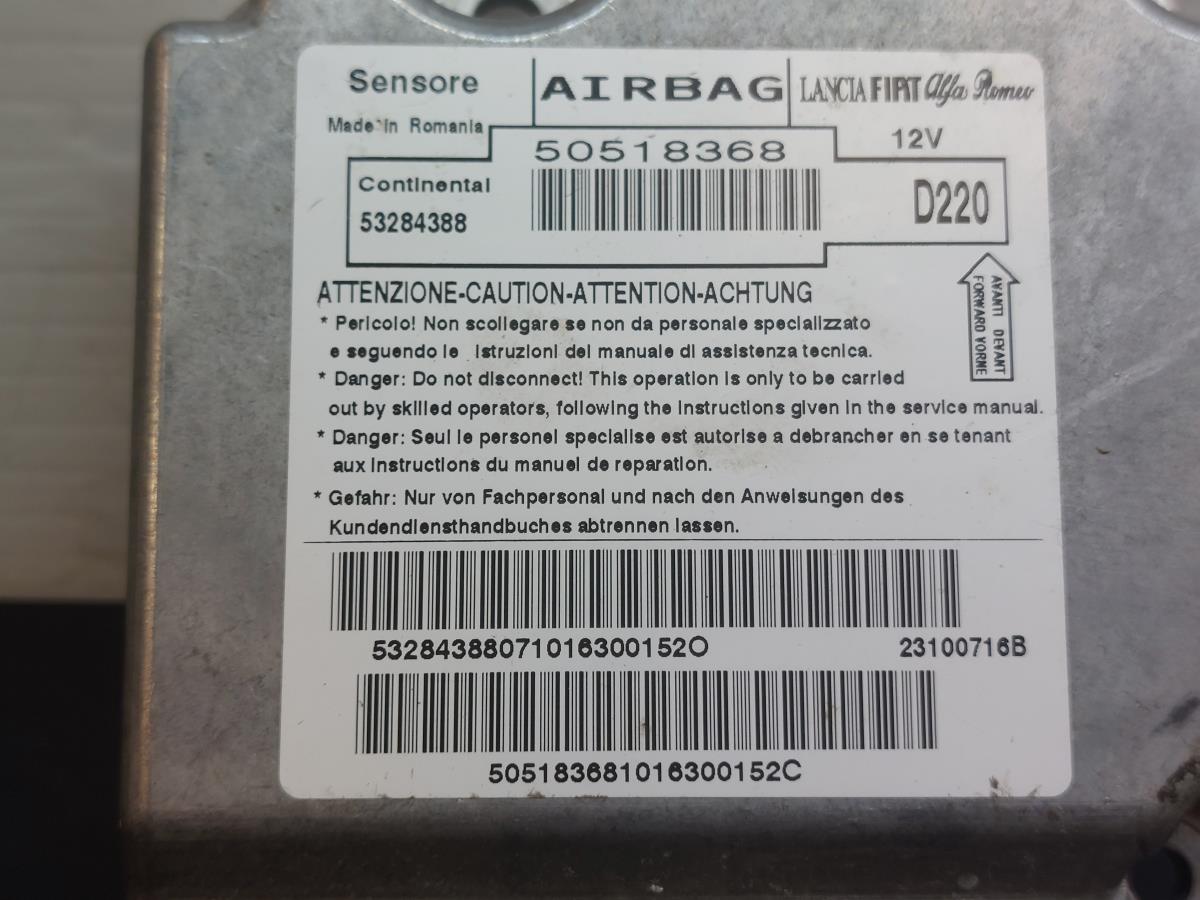 Sensore AIRBAG LANCIA FIAT Alfa Romeo
Made in Romania 12V
50518368
Continental D220
53284388
ATTENZIONE-CAUTION-ATTENTION-ACHTUNG
AVANTI DEVANT
FORWARD VORNE
* Pericolo! Non scollegare se non da personale specializzato
e seguendo le istruzioni del manuale di assistenza tecnica.
* Danger: Do not disconnect! This operation is only to be carried
out by skilled operators, following the instructions given in the service manual.
* Danger: Seul le personel specialise est autorise a debrancher en se tenant
aux instructions du manuel de reparation.
* Gefahr: Nur von Fachpersonal und nach den Anweisungen des
Kundendiensthandbuches abtrennen lassen.
532843880710163001520 23100716B
505183681016300152C